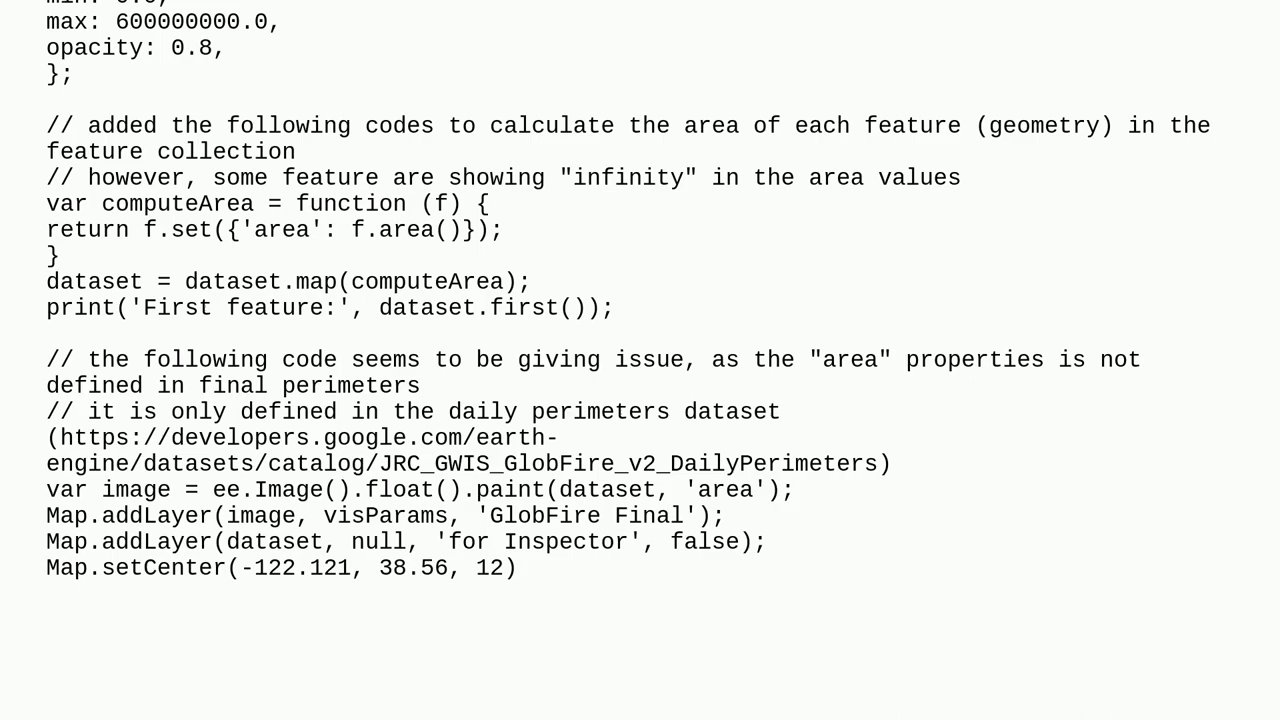 max: 600000000.0,
opacity: 0.8,
};
// added the following codes to calculate the area of each feature (geometry) in the
feature collection
// however, some feature are showing "infinity" in the area values
var computeArea = function (f) {
return f.set({'area': f.area()});
}
dataset = dataset.map(computeArea);
print('First feature:', dataset.first());
// the following code seems to be giving issue, as the "area" properties is not
defined in final perimeters
// it is only defined in the daily perimeters dataset
(https://developers.google.com/earth-
engine/datasets/catalog/JRC_GWIS_GlobFire_v2_DailyPerimeters)
var image = ee.Image().float().paint(dataset, 'area');
Map.addLayer(image, visParams, 'GlobFire Final');
Map.addLayer(dataset, null, 'for Inspector', false);
Map.setCenter(-122.121, 38.56, 12)